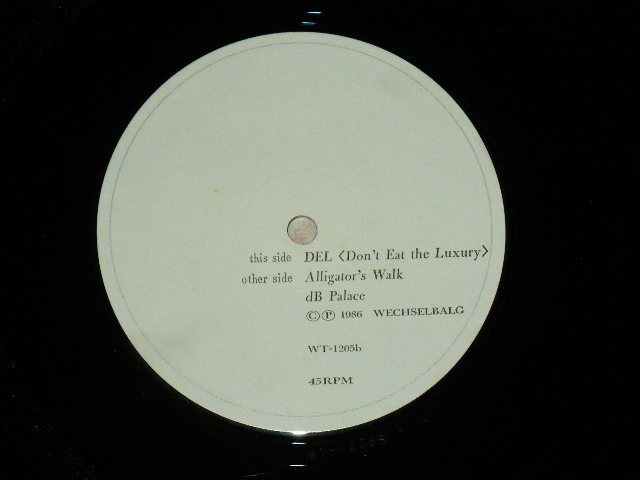 this side DEL <Don't Eat the Luxury>
other side Alligator's Walk
dB Palace
©℗ 1986 WECHSELBALG
WT-1205b
45RPM